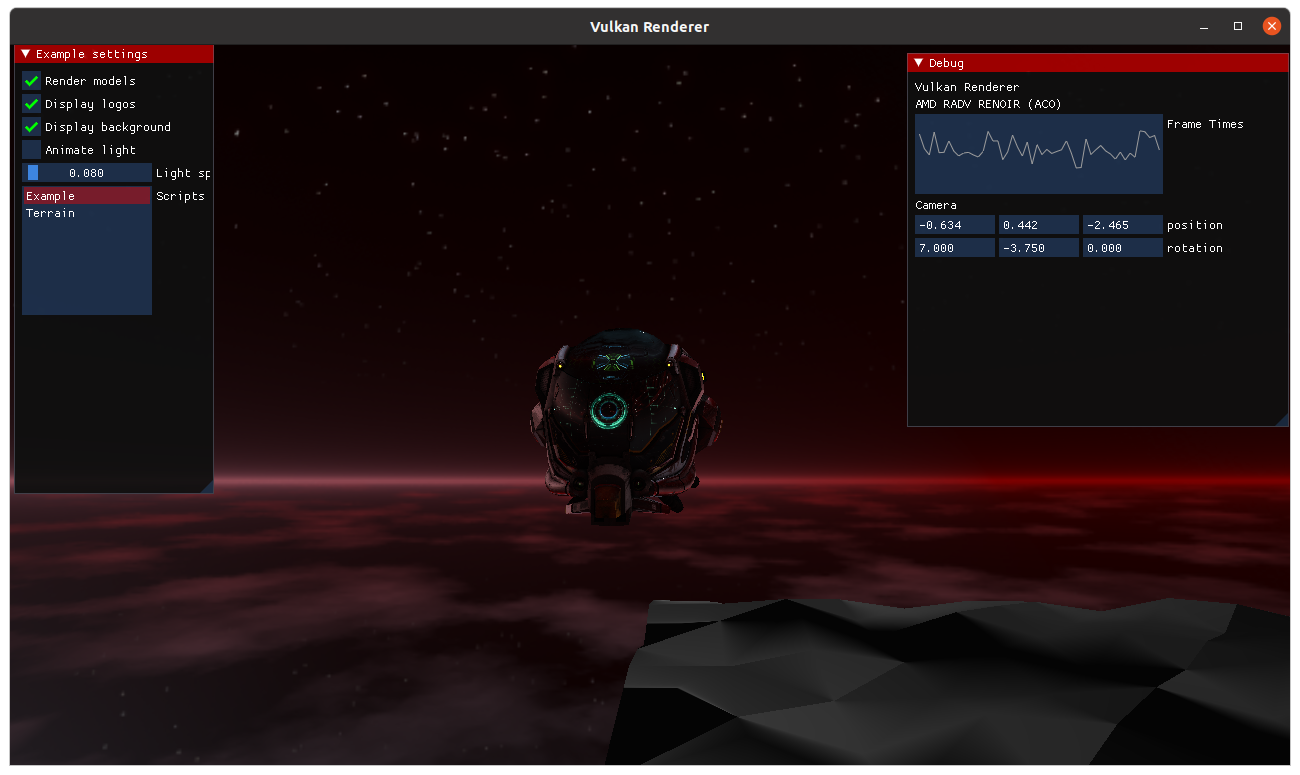 Vulkan Renderer
Example settings
Render models
Display logos
Display background
Animate light
0.080 Light sp
Example Scripts
Terrain
Debug
Vulkan Renderer
AMD RADV RENOIR (ACO)
Frame Times
Camera
-0.634 0.442 -2.465 position
7.000 -3.750 0.000 rotation